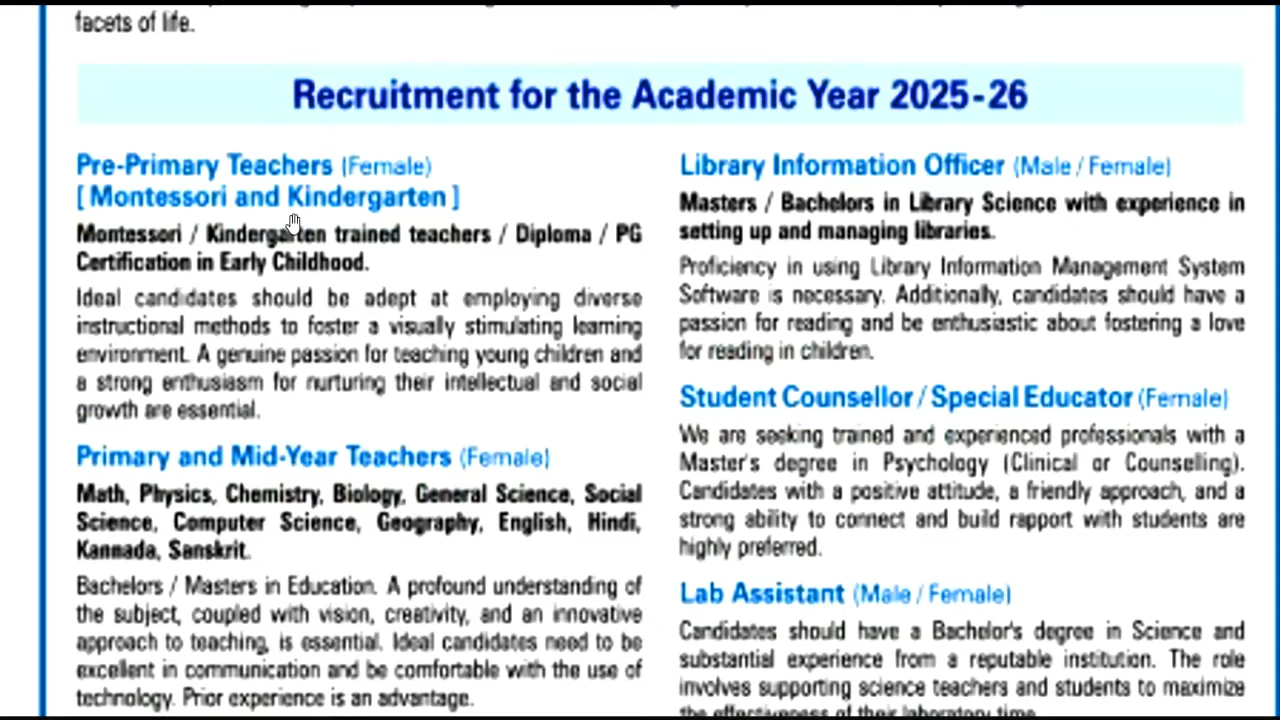 facets of life.
Recruitment for the Academic Year 2025-26
Pre-Primary Teachers (Female)
[ Montessori and Kindergarten ]
Montessori / Kindergarten trained teachers / Diploma / PG
Certification in Early Childhood.
Ideal candidates should be adept at employing diverse
instructional methods to foster a visually stimulating learning
environment. A genuine passion for teaching young children and
a strong enthusiasm for nurturing their intellectual and social
growth are essential.
Primary and Mid-Year Teachers (Female)
Math, Physics, Chemistry, Biology, General Science, Social
Science, Computer Science, Geography, English, Hindi,
Kannada, Sanskrit.
Bachelors / Masters in Education. A profound understanding of
the subject, coupled with vision, creativity, and an innovative
approach to teaching, is essential. Ideal candidates need to be
excellent in communication and be comfortable with the use of
technology. Prior experience is an advantage.
Library Information Officer (Male / Female)
Masters / Bachelors in Library Science with experience in
setting up and managing libraries.
Proficiency in using Library Information Management System
Software is necessary. Additionally, candidates should have a
passion for reading and be enthusiastic about fostering a love
for reading in children.
Student Counsellor / Special Educator (Female)
We are seeking trained and experienced professionals with a
Master's degree in Psychology (Clinical or Counselling).
Candidates with a positive attitude, a friendly approach, and a
strong ability to connect and build rapport with students are
highly preferred.
Lab Assistant (Male / Female)
Candidates should have a Bachelor's degree in Science and
substantial experience from a reputable institution. The role
involves supporting science teachers and students to maximize
the effectiveness of their laboratory time.